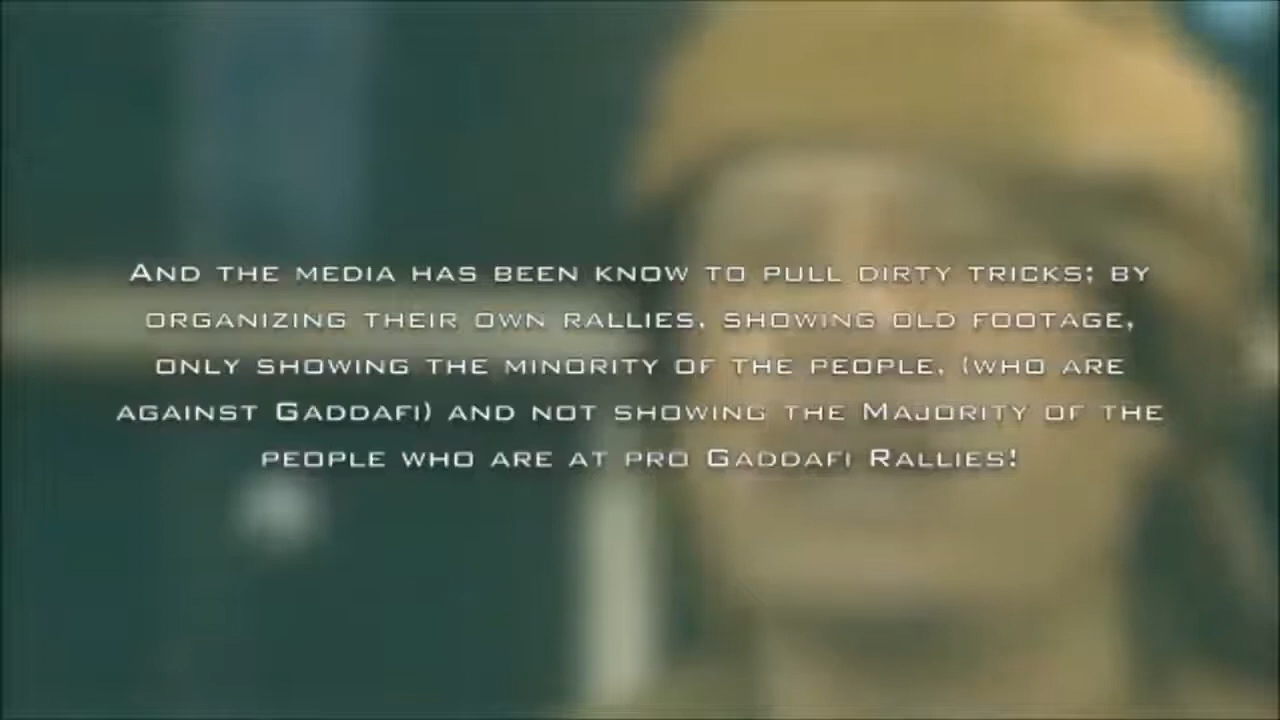 And the media has been know to pull dirty tricks; by
organizing their own rallies, showing old footage,
only showing the minority of the people, (who are
against Gaddafi) and not showing the Majority of the
people who are at pro Gaddafi Rallies!